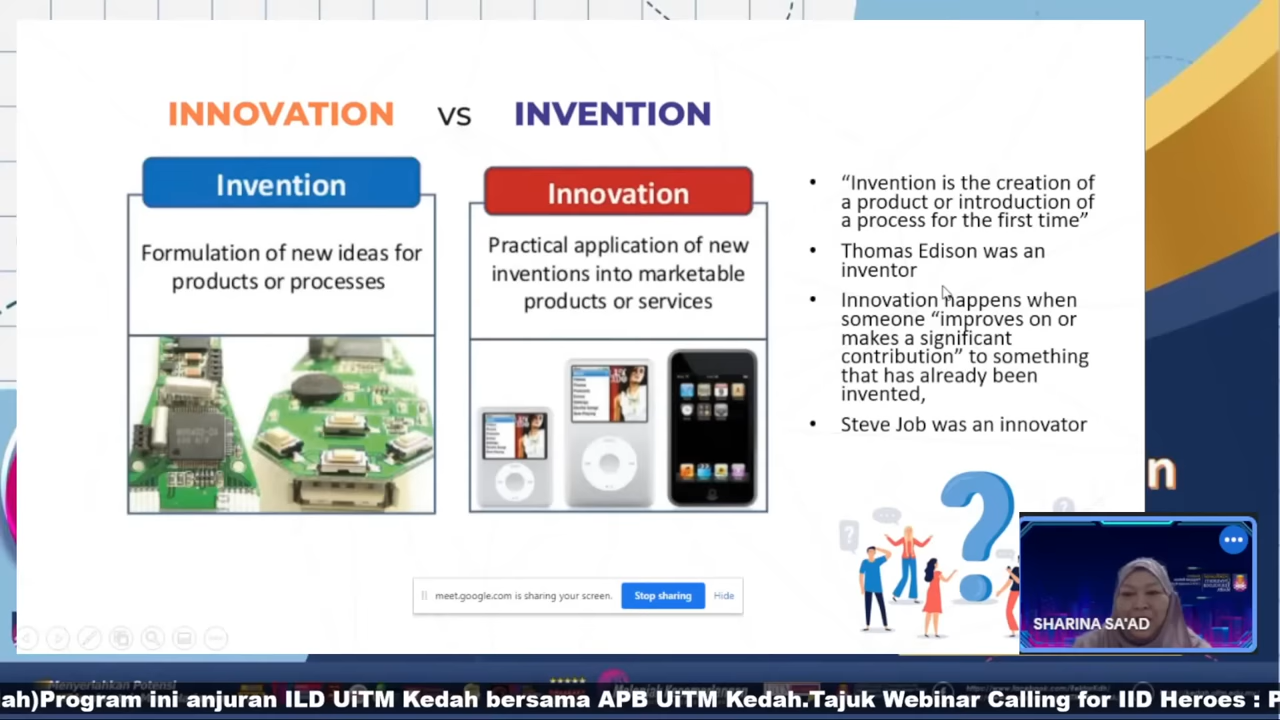 INNOVATION VS INVENTION
Invention
Formulation of new ideas for
products or processes
Innovation
Practical application of new
inventions into marketable
products or services
• “Invention is the creation of
a product or introduction of
a process for the first time”
• Thomas Edison was an
inventor
• Innovation happens when
someone “improves on or
makes a significant
contribution” to something
that has already been
invented,
• Steve Job was an innovator
n
meet.google.com is sharing your screen.
Stop sharing
Hide
SHARINA SA'AD
Menyerlahkan Potensi
lah)Program ini anjuran ILD UiTM Kedah bersama APB UiTM Kedah.Tajuk Webinar Calling for IID Heroes : P